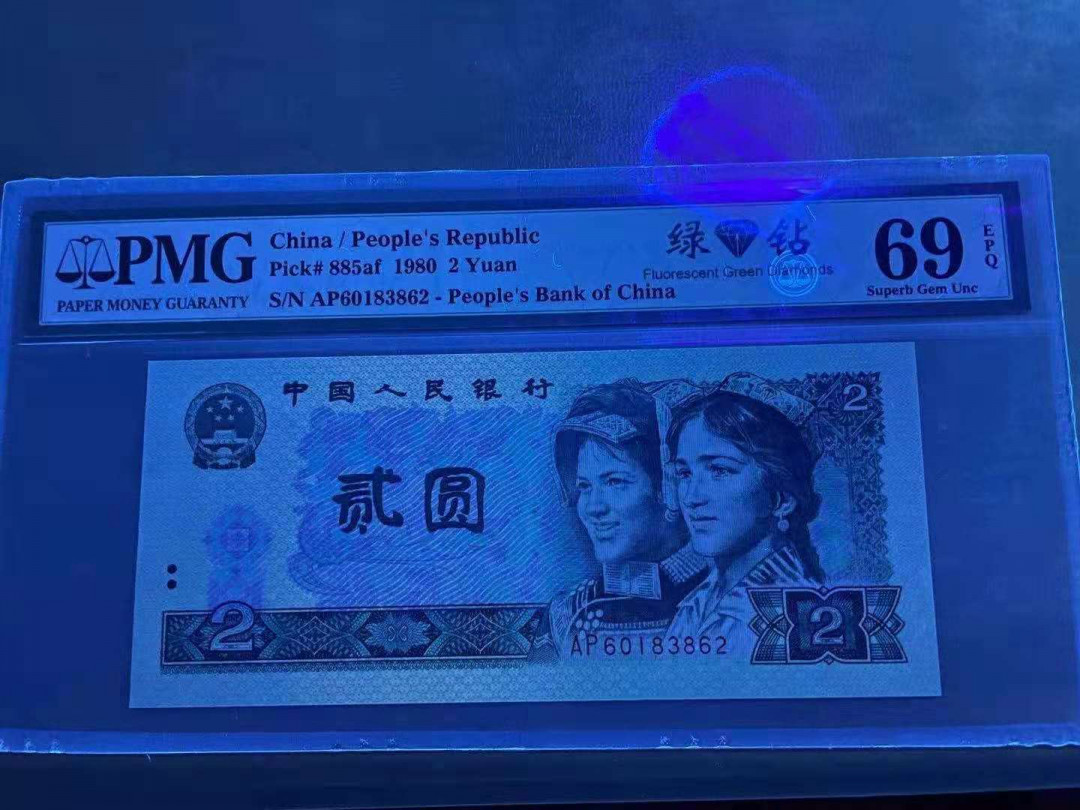 PMG
PAPER MONEY GUARANTY
China / People's Republic
Pick# 885af 1980 2 Yuan
S/N AP60183862 - People's Bank of China
绿 钻
Fluorescent Green Diamonds
69
EPQ
Superb Gem Unc
中国人民银行
2
贰圆
2
AP60183862
2